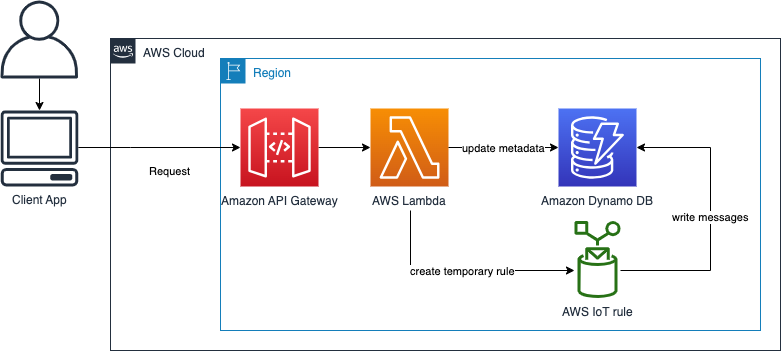 aws
AWS Cloud
Region
</>
update metadata
Request
Client App
Amazon API Gateway
AWS Lambda
Amazon Dynamo DB
write messages
create temporary rule
AWS IoT rule